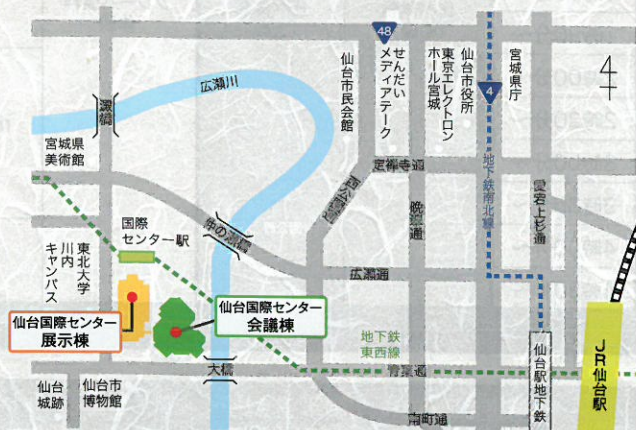 48
せんだい
メディアテーク
仙台市民会館
東京エレクトロン
ホール宮城
仙台市役所
4
宮城県庁
広瀬川
澱橋
宮城県
美術館
定禅寺通
西公園通
晩翠通
地下鉄南北線
愛宕上杉通
仲の瀬橋
広瀬通
国際
センター駅
東北大学
川内
キャンパス
仙台国際センター
展示棟
仙台国際センター
会議棟
地下鉄
東西線
青葉通
大橋
仙台
城跡
仙台市
博物館
南町通
仙台駅地下鉄
JR仙台駅